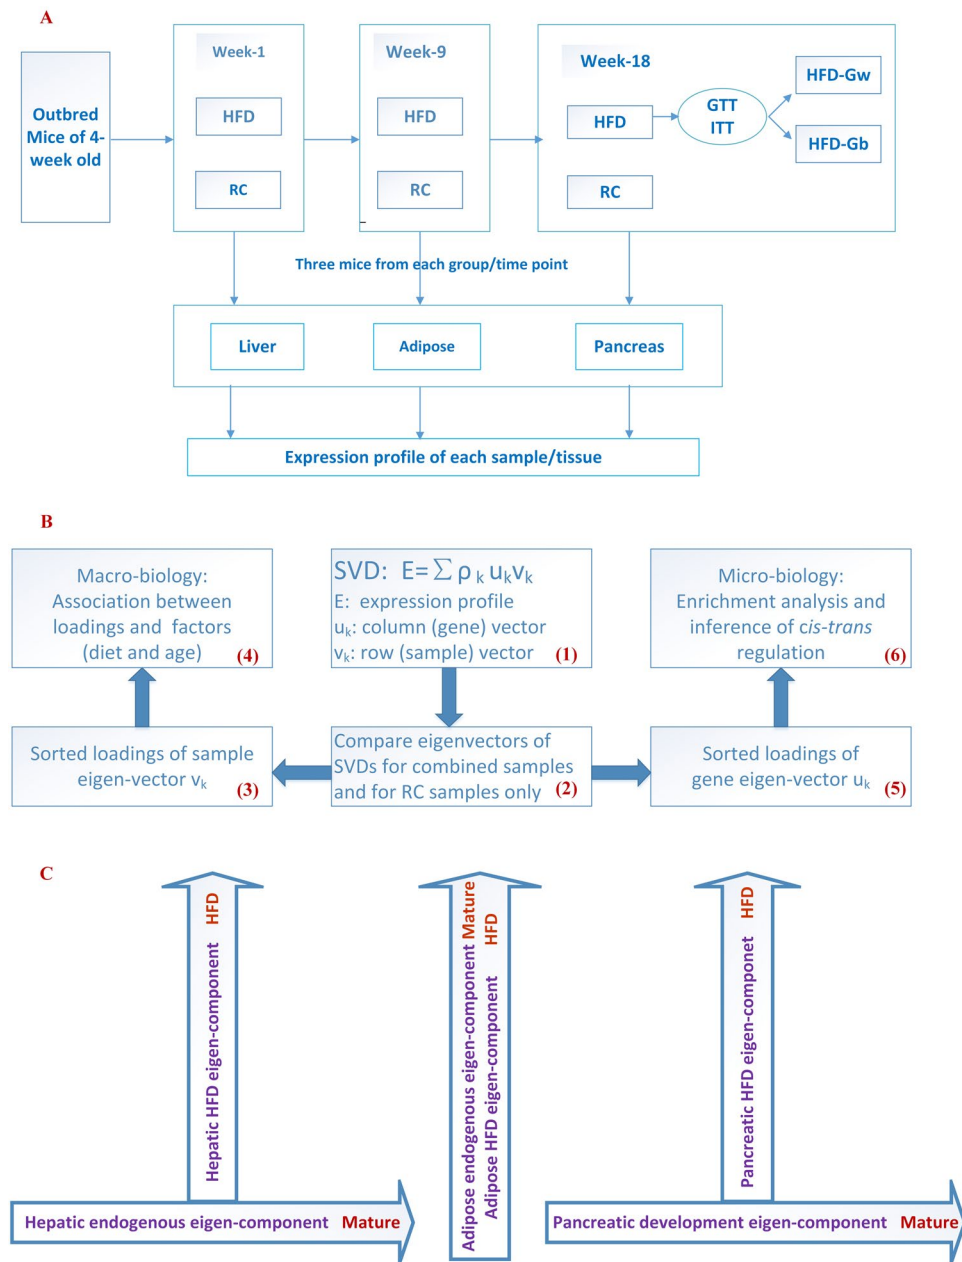 A
Outbred
Mice of 4-
week old
Week-1
HFD
RC
Week-9
HFD
RC
Week-18
HFD
RC
GTT
ITT
HFD-Gw
HFD-Gb
Three mice from each group/time point
Liver
Adipose
Pancreas
Expression profile of each sample/tissue
B
Macro-biology:
Association between
loadings and factors
(diet and age)
(4)
SVD: E=∑ ρk ukvk
E: expression profile
uk: column (gene) vector
vk: row (sample) vector
(1)
Micro-biology:
Enrichment analysis and
inference of cis-trans
regulation
(6)
Sorted loadings of sample
eigen-vector vk
(3)
Compare eigenvectors of
SVDs for combined samples
and for RC samples only
(2)
Sorted loadings of
gene eigen-vector uk
(5)
C
Hepatic HFD eigen-component HFD
Hepatic endogenous eigen-component Mature
Adipose endogenous eigen-component Mature
Adipose HFD eigen-component HFD
Pancreatic HFD eigen-componet HFD
Pancreatic development eigen-component Mature